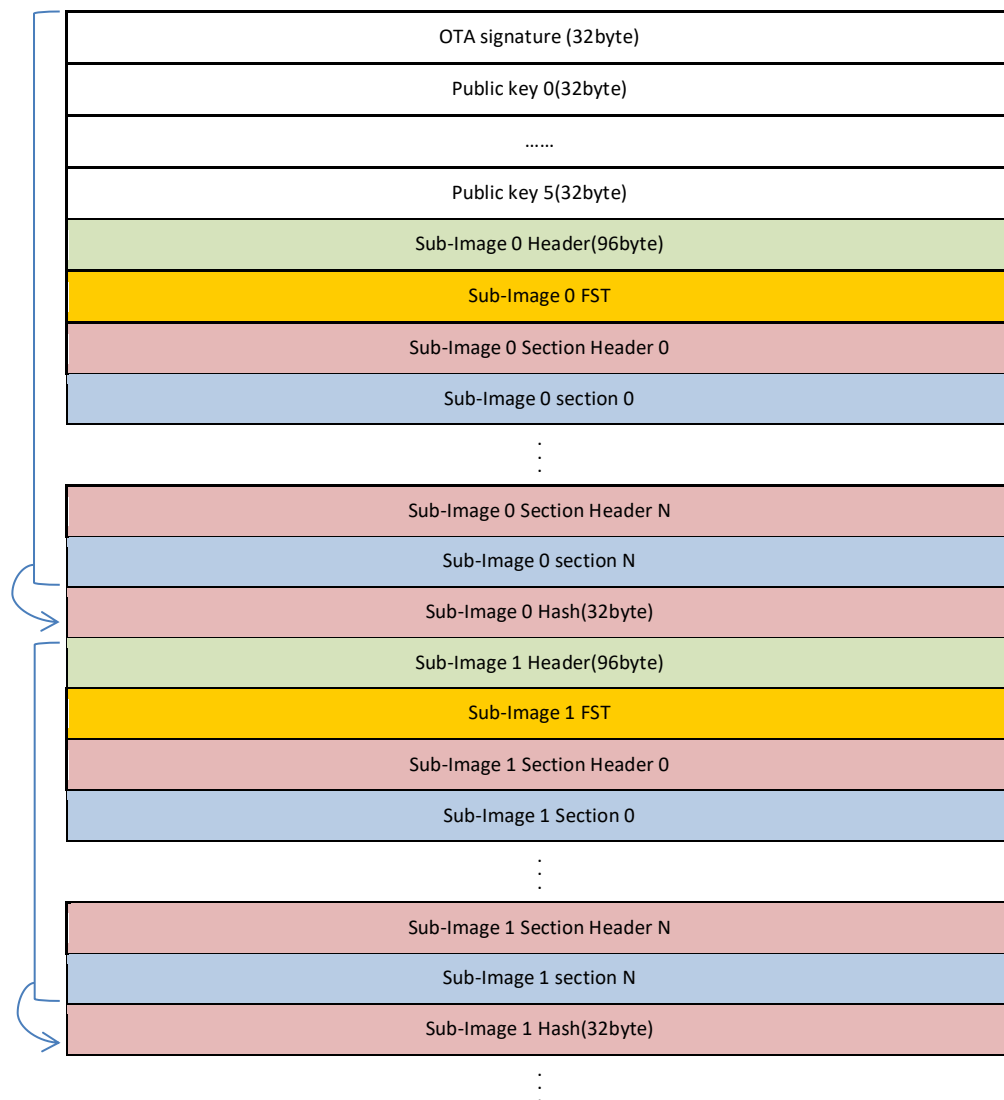 OTA signature (32byte)
Public key 0(32byte)
......
Public key 5(32byte)
Sub-Image 0 Header(96byte)
Sub-Image 0 FST
Sub-Image 0 Section Header 0
Sub-Image 0 section 0
.
.
.
Sub-Image 0 Section Header N
Sub-Image 0 section N
Sub-Image 0 Hash(32byte)
Sub-Image 1 Header(96byte)
Sub-Image 1 FST
Sub-Image 1 Section Header 0
Sub-Image 1 Section 0
.
.
.
Sub-Image 1 Section Header N
Sub-Image 1 section N
Sub-Image 1 Hash(32byte)
.
.
.